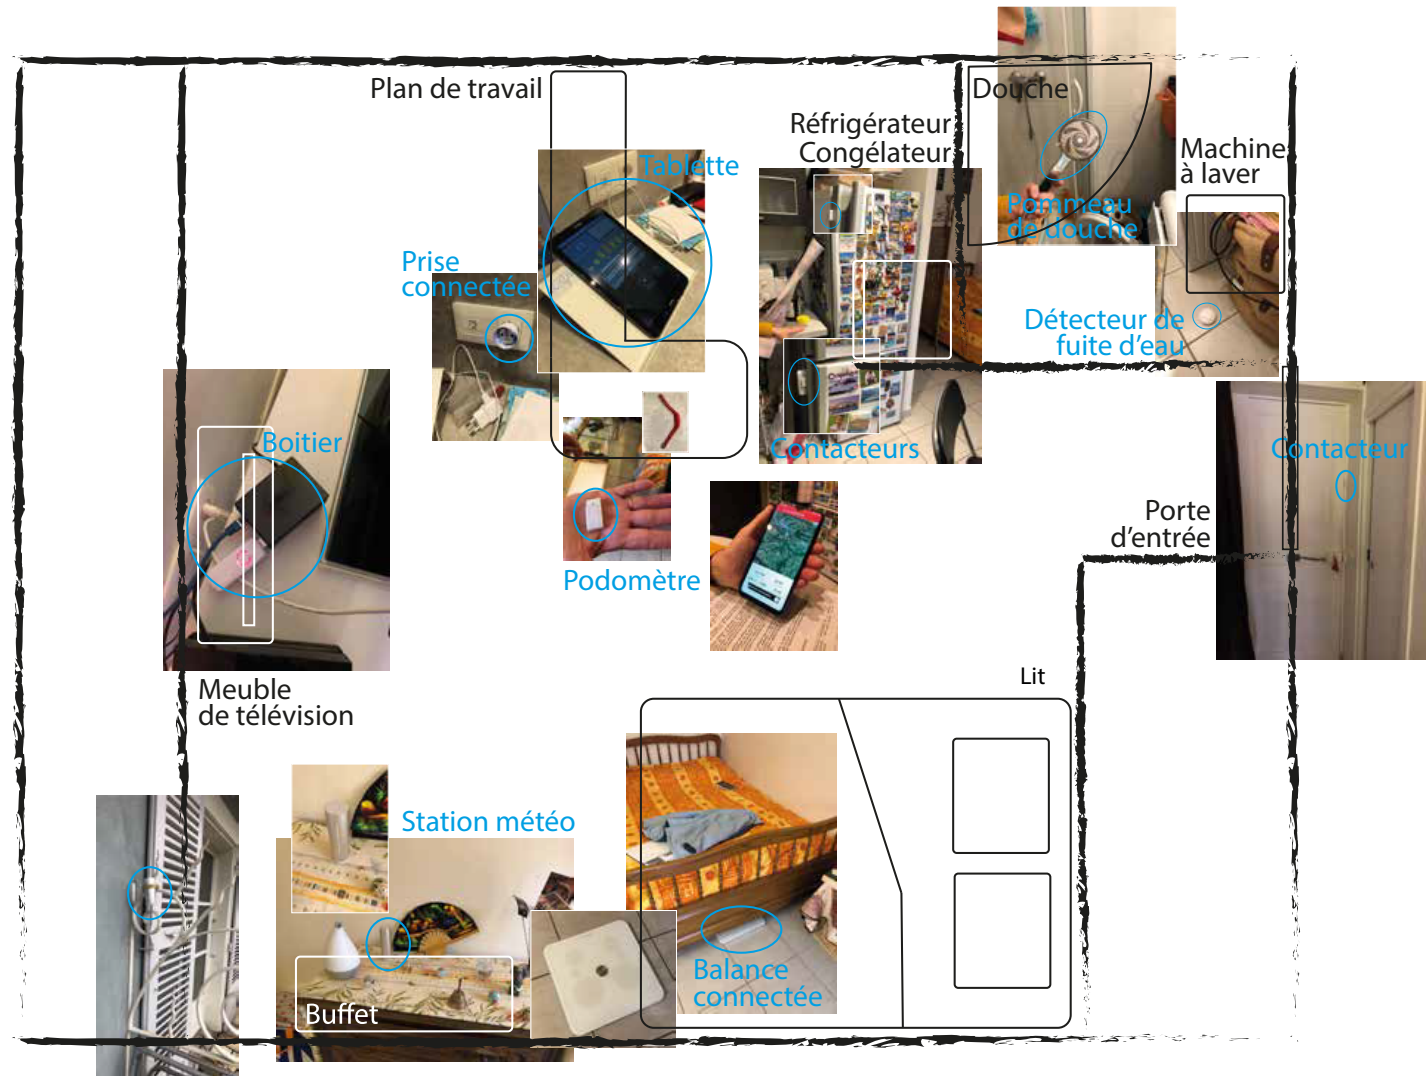 Plan de travail
Douche
Réfrigérateur
Congélateur
Machine
à laver
Tablette
Pommeau
de douche
Prise
connectée
Détecteur de
fuite d'eau
Boitier
Contacteurs
Contacteur
Porte
d'entrée
Podomètre
Lit
Meuble
de télévision
Station météo
Balance
connectée
Buffet